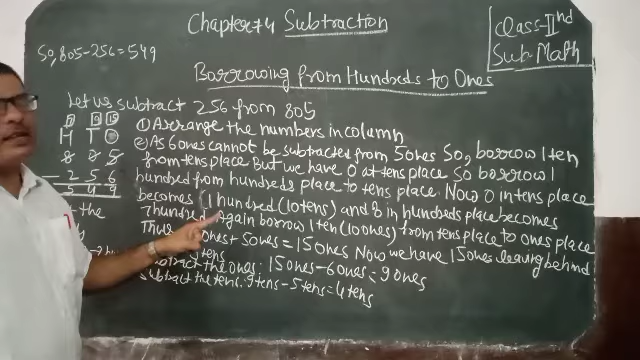 Chapter-4 Subtraction
Class-IInd
Sub-Math
So, 805-256=549
Borrowing from Hundreds to Ones
Let us subtract 256 from 805
7 9 15
H T O
8 0 5
- 2 5 6
5 4 9
① Arrange the numbers in column
② As 6 ones cannot be subtracted from 5 ones So, borrow 1 ten
from tens place But we have 0 at tens place So borrow 1
hundred from hundreds place to tens place. Now 0 in tens place
becomes 1 hundred (10 tens) and 8 in hundreds place becomes
7 hundred again borrow 1 ten (10 ones) from tens place to ones place
ones + 5 ones = 15 ones Now we have 15 ones leaving behind
tens
the ones: 15 ones - 6 ones = 9 ones
subtract the tens: 9 tens - 5 tens = 4 tens
the